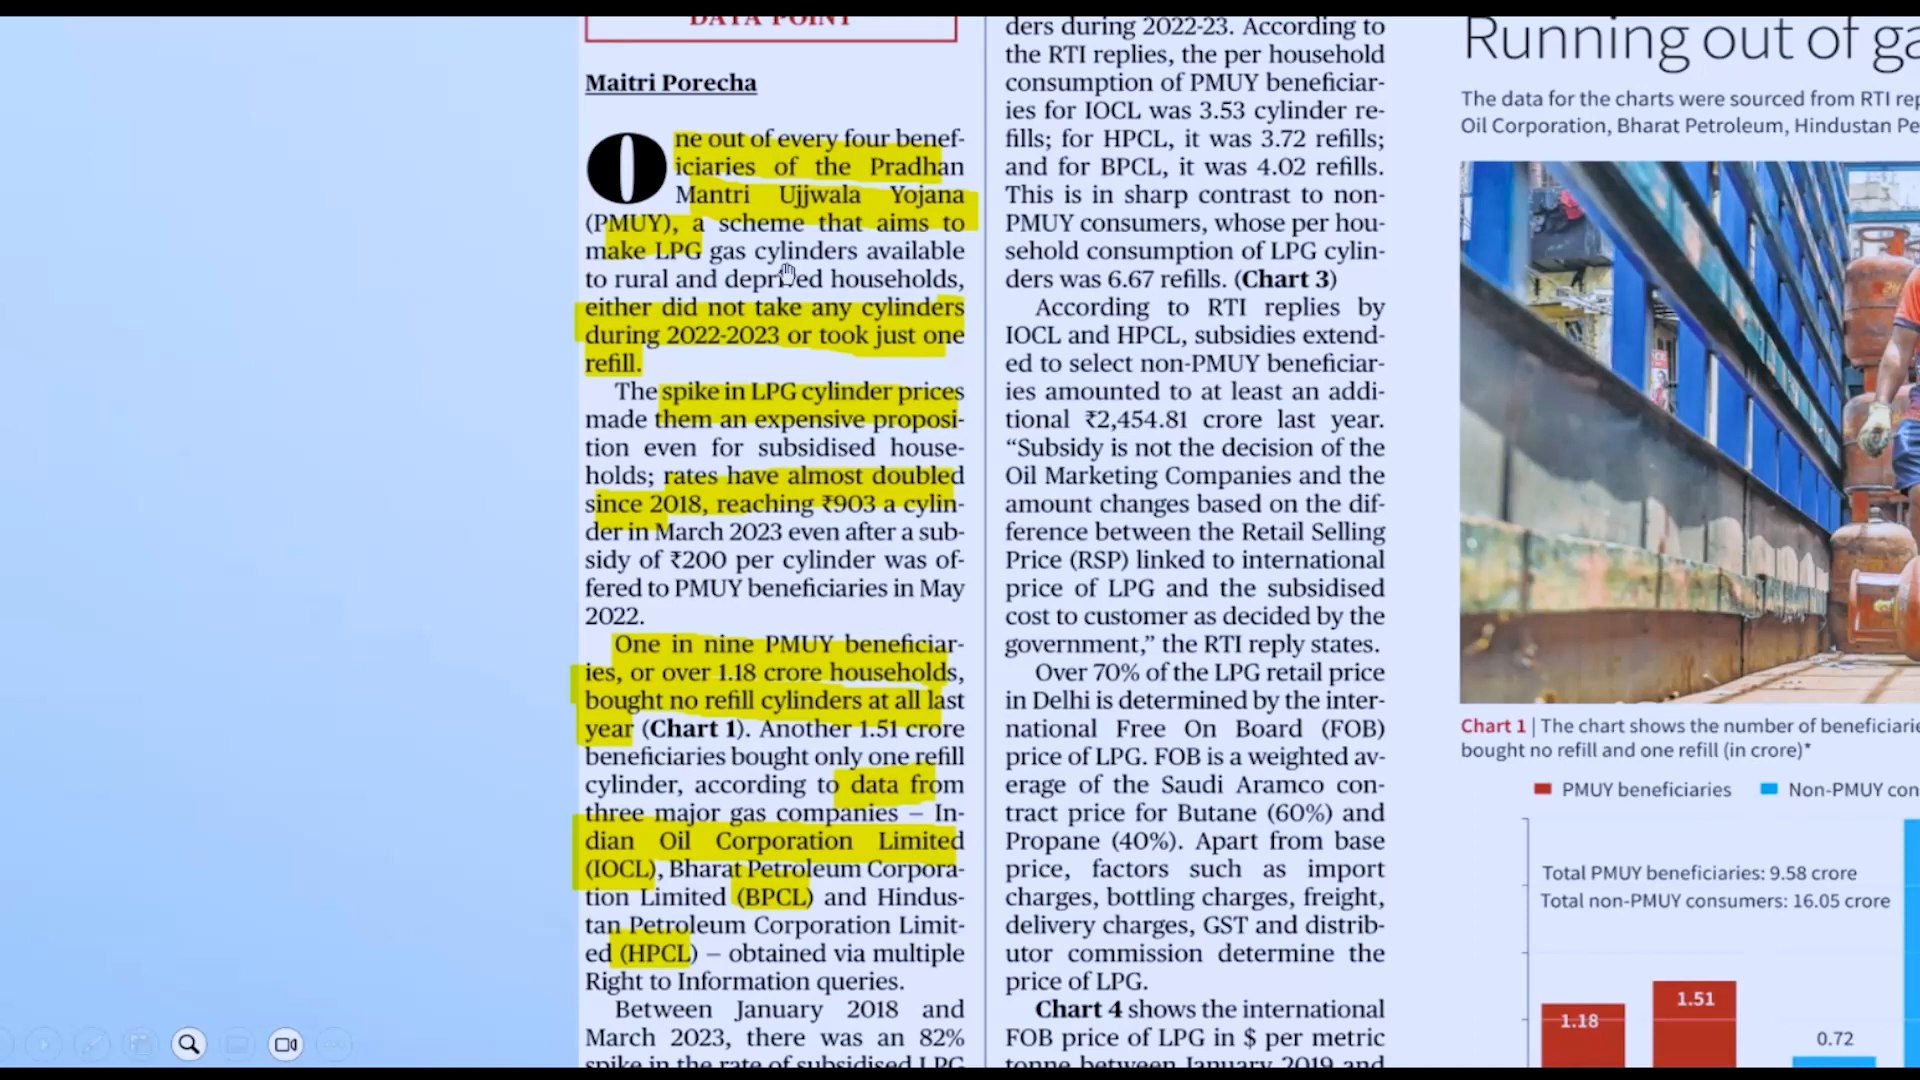 DATA POINT
Maitri Porecha
One out of every four benef-
iciaries of the Pradhan
Mantri Ujjwala Yojana
(PMUY), a scheme that aims to
make LPG gas cylinders available
to rural and deprived households,
either did not take any cylinders
during 2022-2023 or took just one
refill.
The spike in LPG cylinder prices
made them an expensive proposi-
tion even for subsidised house-
holds; rates have almost doubled
since 2018, reaching ₹903 a cylin-
der in March 2023 even after a sub-
sidy of ₹200 per cylinder was of-
fered to PMUY beneficiaries in May
2022.
One in nine PMUY beneficiar-
ies, or over 1.18 crore households,
bought no refill cylinders at all last
year (Chart 1). Another 1.51 crore
beneficiaries bought only one refill
cylinder, according to data from
three major gas companies – In-
dian Oil Corporation Limited
(IOCL), Bharat Petroleum Corpora-
tion Limited (BPCL) and Hindus-
tan Petroleum Corporation Limit-
ed (HPCL) – obtained via multiple
Right to Information queries.
Between January 2018 and
March 2023, there was an 82%
spike in the rate of subsidised LPG
ders during 2022-23. According to
the RTI replies, the per household
consumption of PMUY beneficiar-
ies for IOCL was 3.53 cylinder re-
fills; for HPCL, it was 3.72 refills;
and for BPCL, it was 4.02 refills.
This is in sharp contrast to non-
PMUY consumers, whose per hou-
sehold consumption of LPG cylin-
ders was 6.67 refills. (Chart 3)
According to RTI replies by
IOCL and HPCL, subsidies extend-
ed to select non-PMUY beneficiar-
ies amounted to at least an addi-
tional ₹2,454.81 crore last year.
“Subsidy is not the decision of the
Oil Marketing Companies and the
amount changes based on the dif-
ference between the Retail Selling
Price (RSP) linked to international
price of LPG and the subsidised
cost to customer as decided by the
government,” the RTI reply states.
Over 70% of the LPG retail price
in Delhi is determined by the inter-
national Free On Board (FOB)
price of LPG. FOB is a weighted av-
erage of the Saudi Aramco con-
tract price for Butane (60%) and
Propane (40%). Apart from base
price, factors such as import
charges, bottling charges, freight,
delivery charges, GST and distrib-
utor commission determine the
price of LPG.
Chart 4 shows the international
FOB price of LPG in $ per metric
tonne between January 2019 and
Running out of ga
The data for the charts were sourced from RTI rep
Oil Corporation, Bharat Petroleum, Hindustan Pe
Chart 1 | The chart shows the number of beneficiarie
bought no refill and one refill (in crore)*
PMUY beneficiaries Non-PMUY con
Total PMUY beneficiaries: 9.58 crore
Total non-PMUY consumers: 16.05 crore
1.18
1.51
0.72